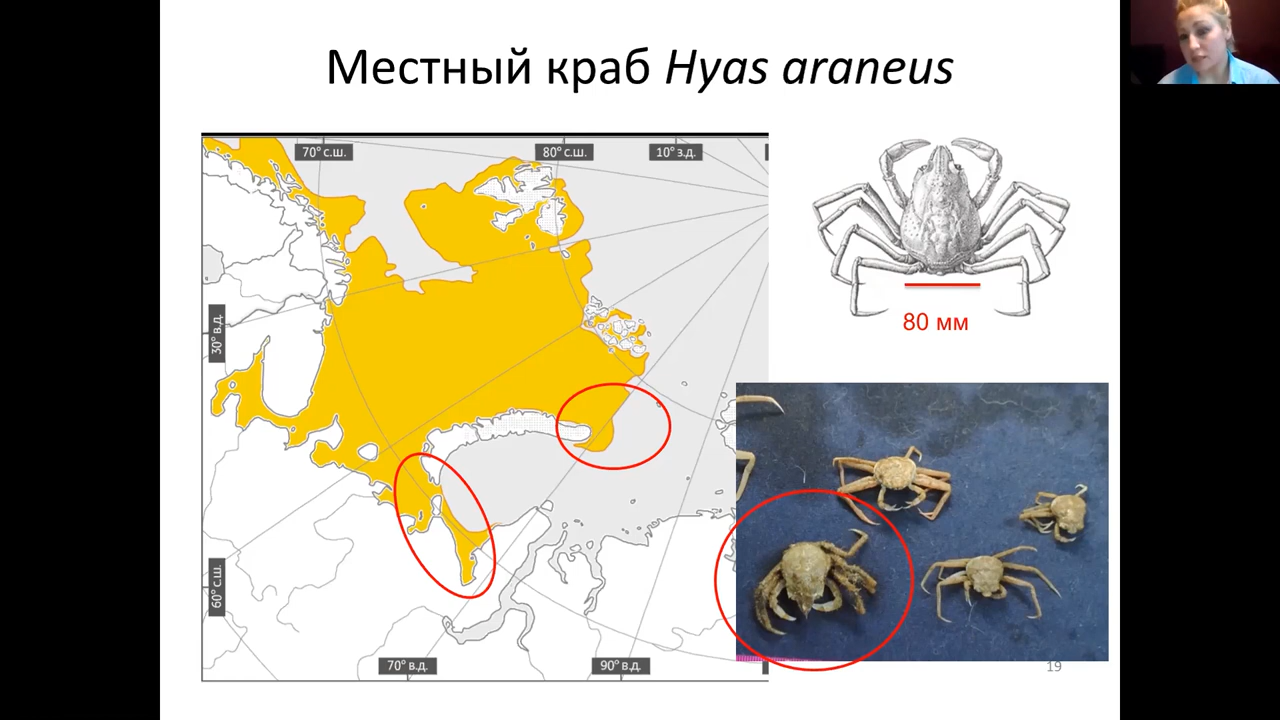 Местный краб Hyas araneus
70° с.ш.
80° с.ш.
10° з.д.
30° в.д.
80 мм
60° с.ш.
70° в.д.
90° в.д.
19